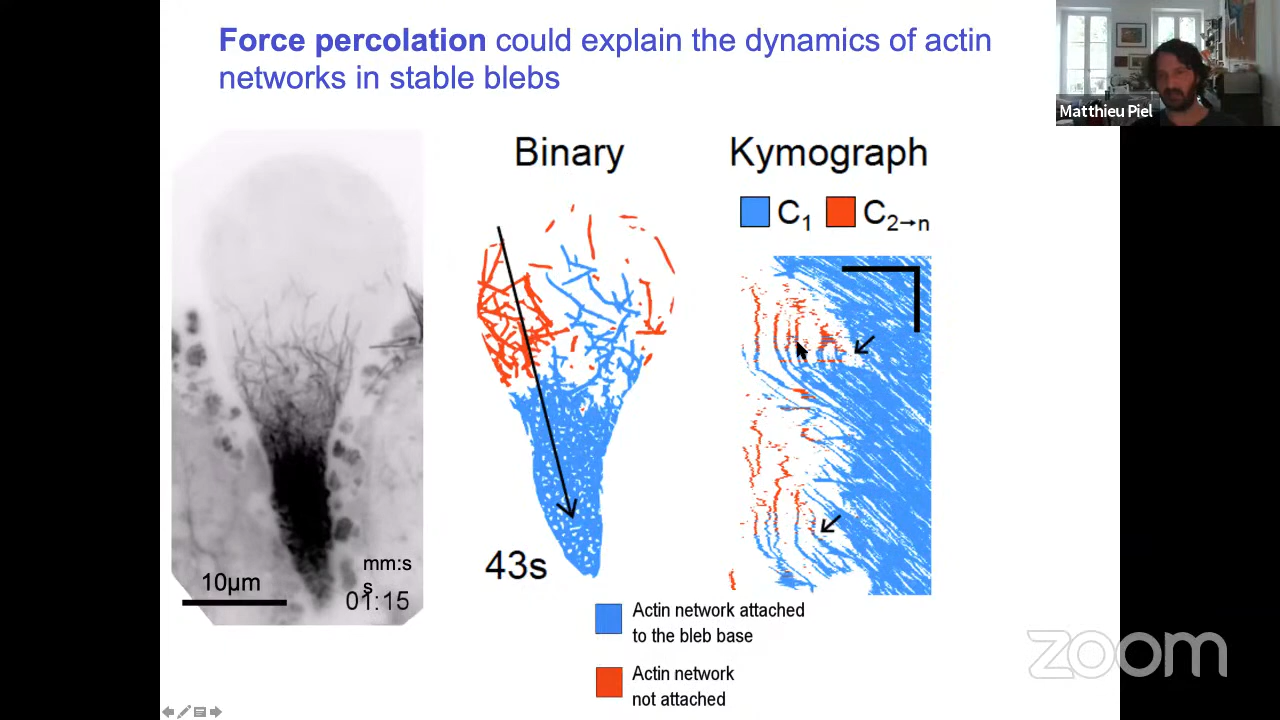 Force percolation could explain the dynamics of actin
networks in stable blebs
Matthieu Piel
Binary
Kymograph
C1 C2→n
43s
10µm
mm:s
s
01:15
Actin network attached
to the bleb base
Actin network
not attached
zoom